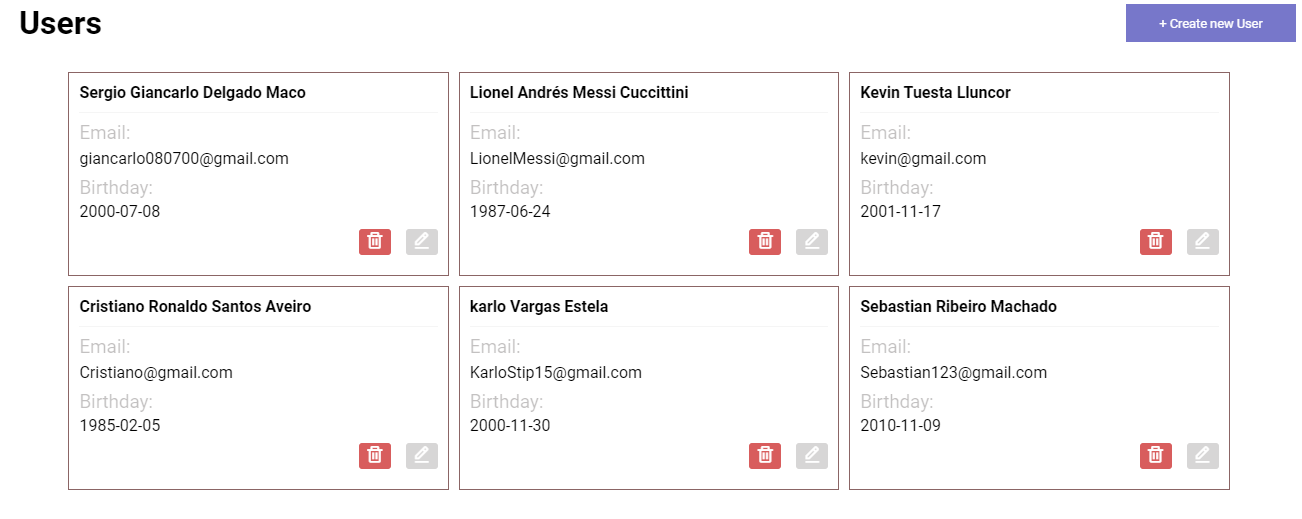 Users
+ Create new User
Sergio Giancarlo Delgado Maco
Email:
giancarlo080700@gmail.com
Birthday:
2000-07-08
Lionel Andrés Messi Cuccittini
Email:
LionelMessi@gmail.com
Birthday:
1987-06-24
Kevin Tuesta Lluncor
Email:
kevin@gmail.com
Birthday:
2001-11-17
Cristiano Ronaldo Santos Aveiro
Email:
Cristiano@gmail.com
Birthday:
1985-02-05
karlo Vargas Estela
Email:
KarloStip15@gmail.com
Birthday:
2000-11-30
Sebastian Ribeiro Machado
Email:
Sebastian123@gmail.com
Birthday:
2010-11-09